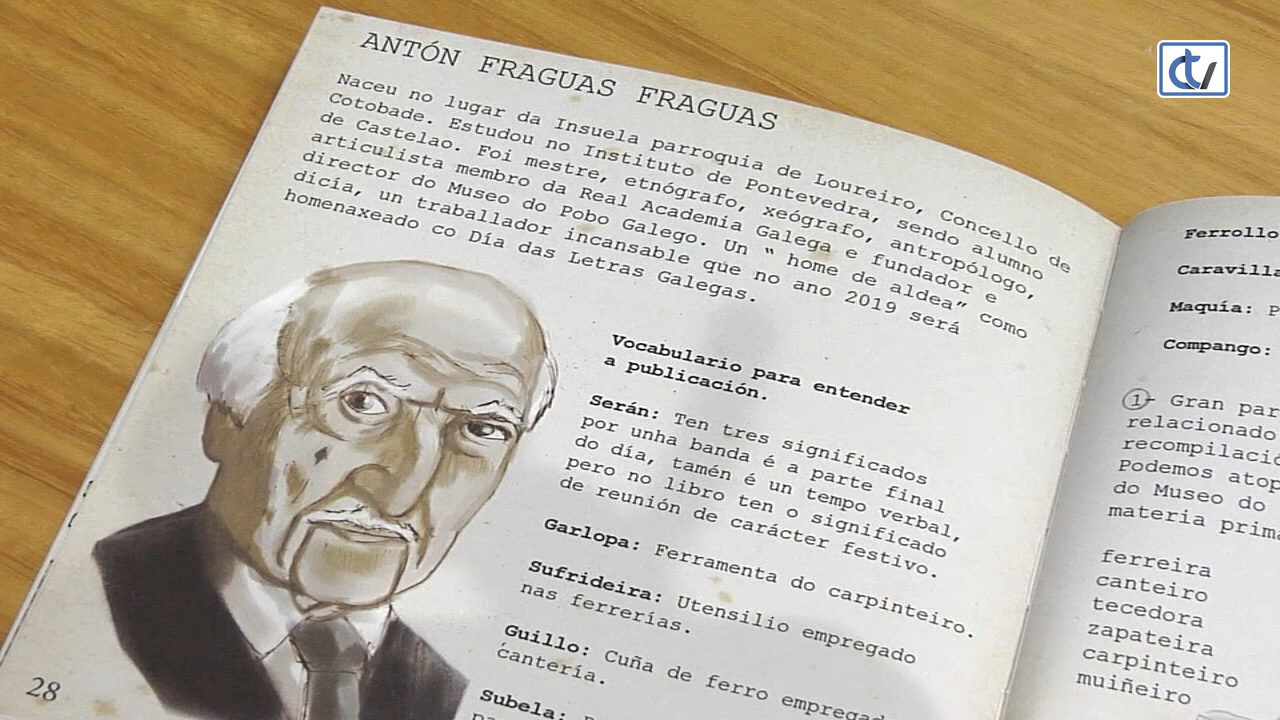 ANTÓN FRAGUAS FRAGUAS
Naceu no lugar da Insuela parroquia de Loureiro, Concello de
Cotobade. Estudou no Instituto de Pontevedra, sendo alumno
de Castelao. Foi mestre, etnógrafo, xeógrafo, antropólogo,
articulista membro da Real Academia Galega e fundador e
director do Museo do Pobo Galego. Un “ home de aldea” como
dicía, un traballador incansable que no ano 2019 será
homenaxeado co Día das Letras Galegas.
Vocabulario para entender
a publicación.
Serán: Ten tres significados
por unha banda é a parte final
do día, tamén é un tempo verbal,
pero no libro ten o significado
de reunión de carácter festivo.
Garlopa: Ferramenta do carpinteiro.
Sufrideira: Utensilio empregado
nas ferrerías.
Guillo: Cuña de ferro empregad
cantería.
Subela:
28
Ferrollo
Caravilla
Maquía: P
Compango:
1- Gran par
relacionado
recompilació
Podemos atop
do Museo do
materia prima
ferreira
canteiro
tecedora
zapateira
carpinteiro
muiñeiro
ctv